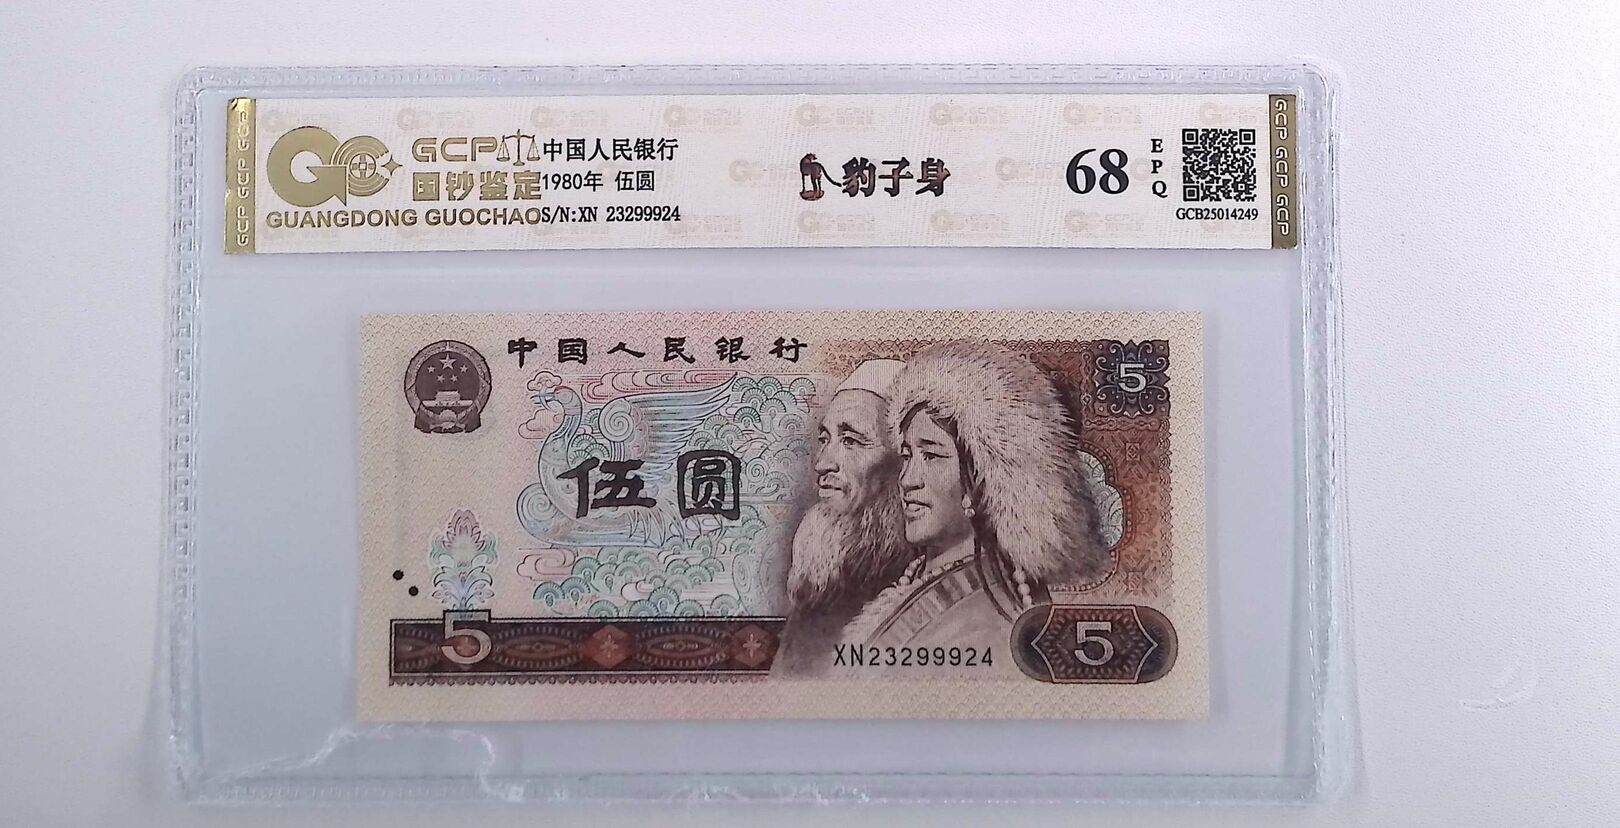 GCP
国钞鉴定
GUANGDONG GUOCHAO
中国人民银行
1980年 伍圆
S/N:XN 23299924
豹子身
68
EPQ
GCB25014249
GCP GCP GCP
GCP GCP GCP
中国人民银行
5
伍圆
5
XN23299924
5